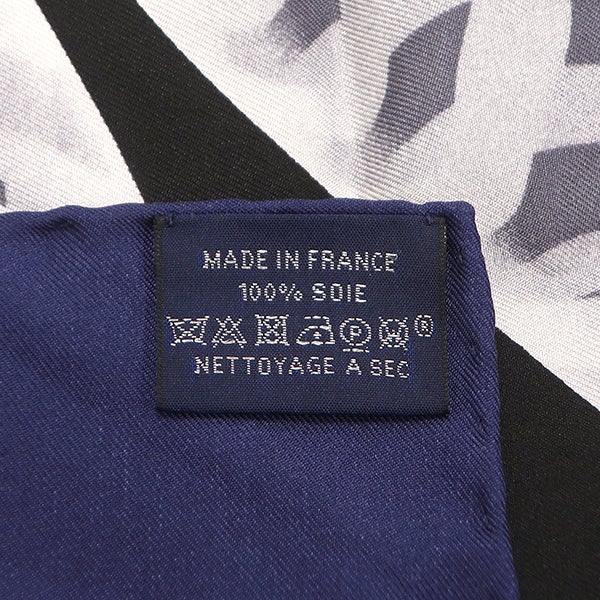 MADE IN FRANCE
100% SOIE
P ®
NETTOYAGE A SEC